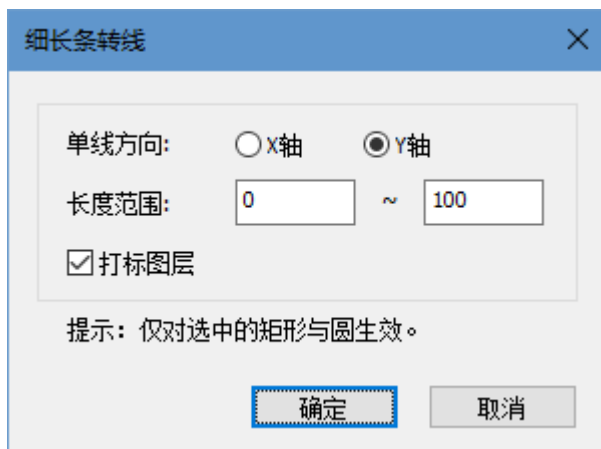 细长条转线
单线方向: X轴 Y轴
长度范围: 0 ~ 100
打标图层
提示：仅对选中的矩形与圆生效。
确定 取消